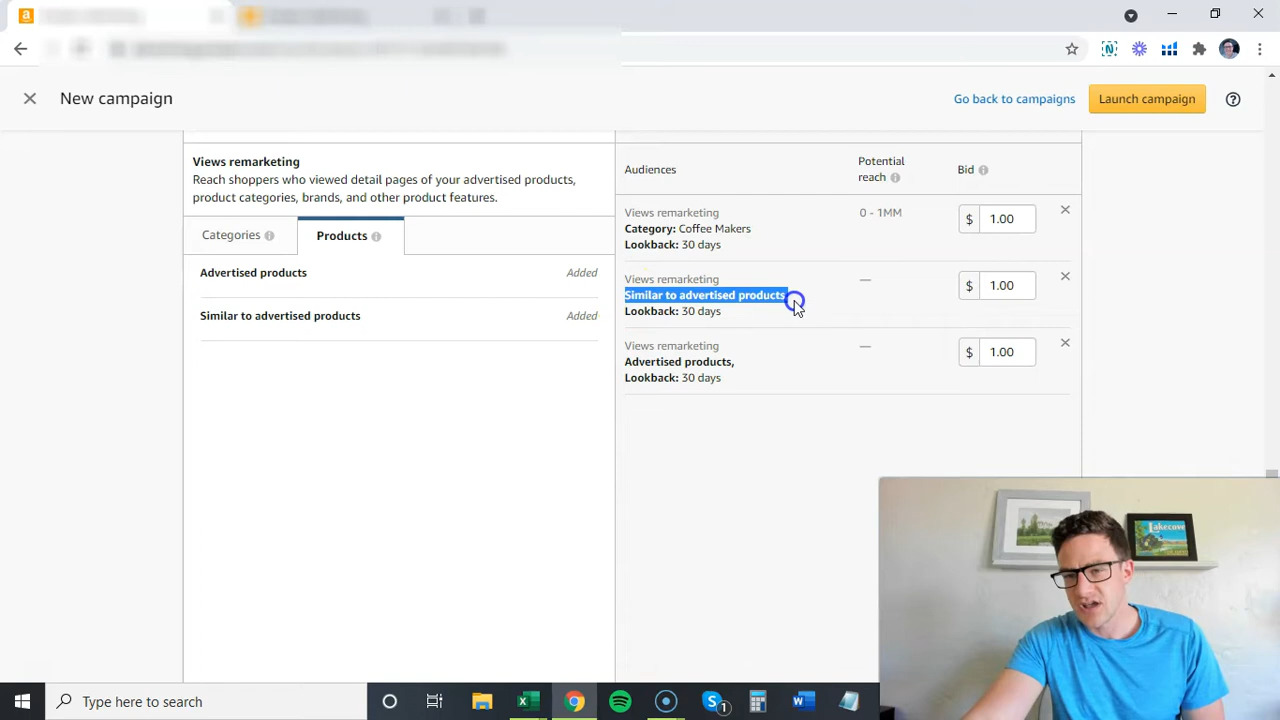 New campaign
Go back to campaigns
Launch campaign
Views remarketing
Reach shoppers who viewed detail pages of your advertised products,
product categories, brands, and other product features.
Categories
Products
Advertised products
Added
Similar to advertised products
Added
Audiences
Potential
reach
Bid
Views remarketing
Category: Coffee Makers
Lookback: 30 days
0 - 1MM
$ 1.00
Views remarketing
Similar to advertised products
Lookback: 30 days
—
$ 1.00
Views remarketing
Advertised products,
Lookback: 30 days
—
$ 1.00
Lakecove
Type here to search
1